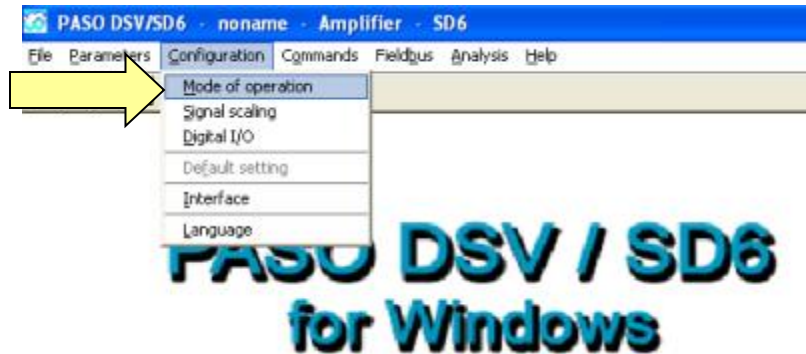 PASO DSV/SD6 - noname - Amplifier - SD6
File Parameters Configuration Commands Fieldbus Analysis Help
Mode of operation
Signal scaling
Digital I/O
Default setting
Interface
Language
PASO DSV / SD6
for Windows